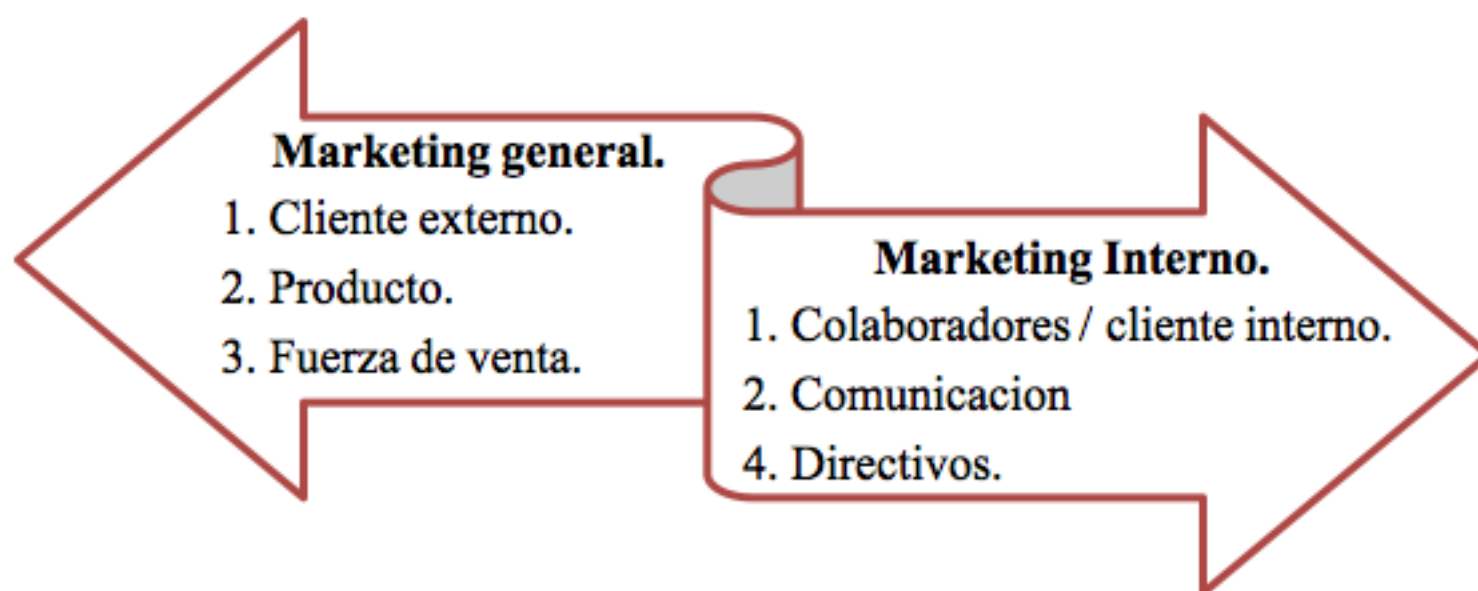 Marketing general.
1. Cliente externo.
2. Producto.
3. Fuerza de venta.
Marketing Interno.
1. Colaboradores / cliente interno.
2. Comunicacion
4. Directivos.